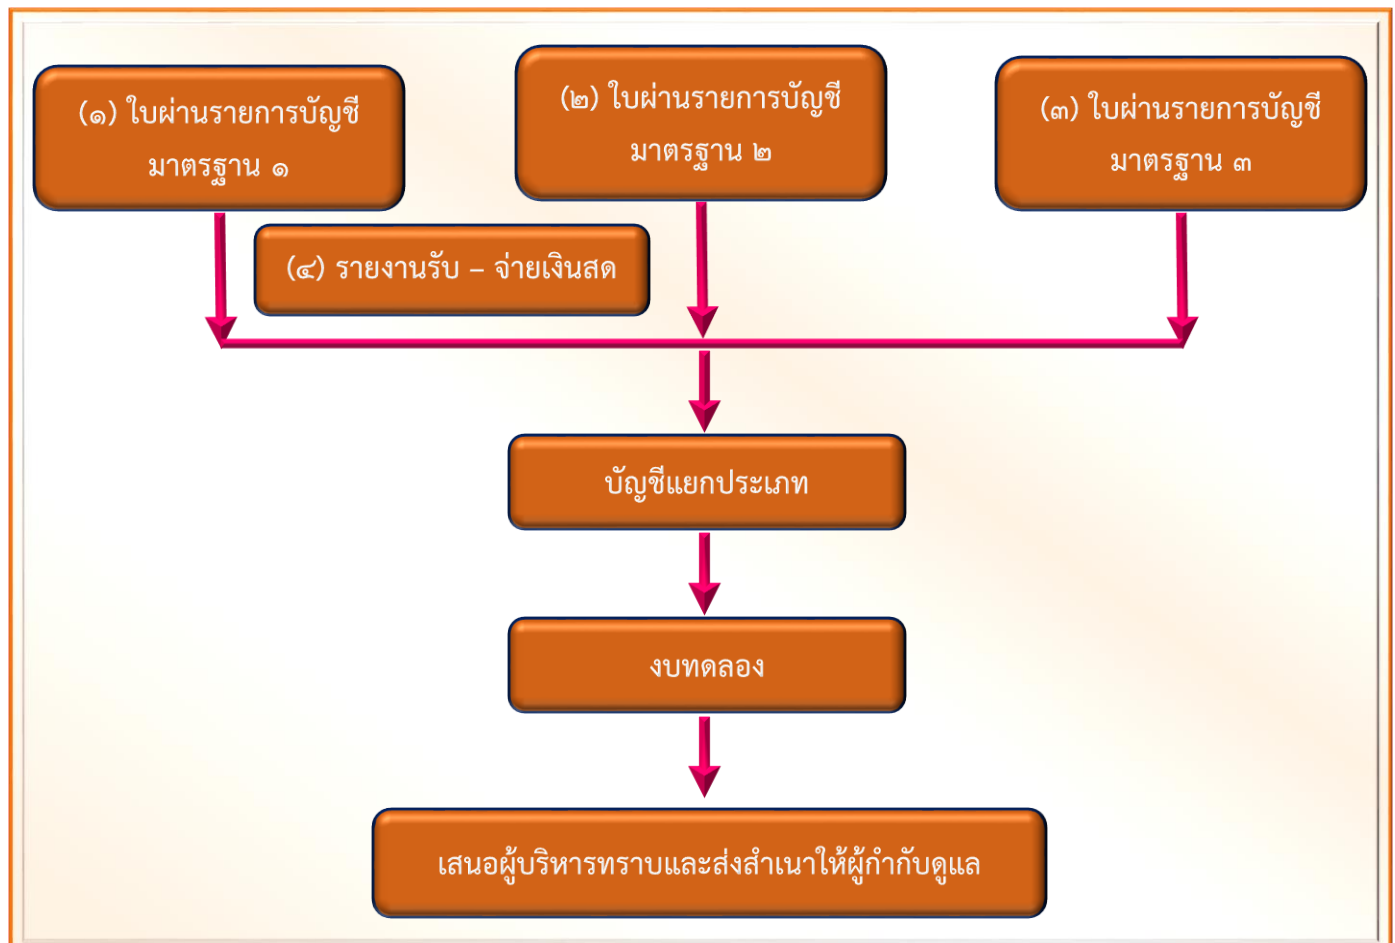 (๑) ใบผ่านรายการบัญชี
มาตรฐาน ๑
(๒) ใบผ่านรายการบัญชี
มาตรฐาน ๒
(๓) ใบผ่านรายการบัญชี
มาตรฐาน ๓
(๔) รายงานรับ – จ่ายเงินสด
บัญชีแยกประเภท
งบทดลอง
เสนอผู้บริหารทราบและส่งสำเนาให้ผู้กำกับดูแล